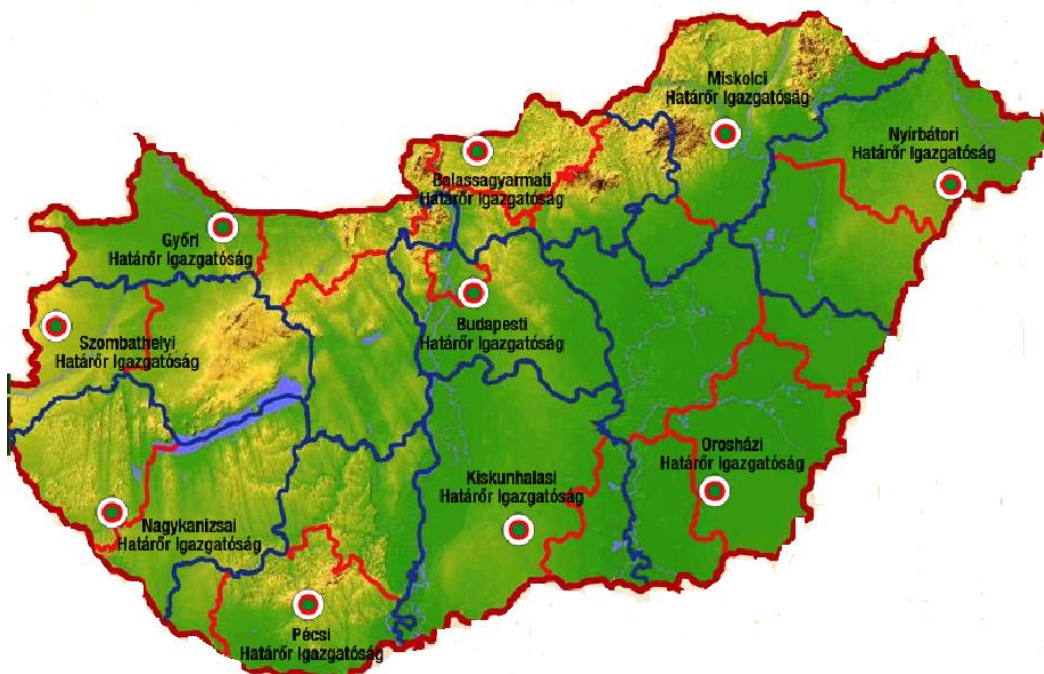 Miskolci
Határőr Igazgatóság
Nyírbátori
Határőr Igazgatóság
Balassagyarmati
Határőr Igazgatóság
Győri
Határőr Igazgatóság
Budapesti
Határőr Igazgatóság
Szombathelyi
Határőr Igazgatóság
Orosházi
Határőr Igazgatóság
Kiskunhalasi
Határőr Igazgatóság
Nagykanizsai
Határőr Igazgatóság
Pécsi
Határőr Igazgatóság